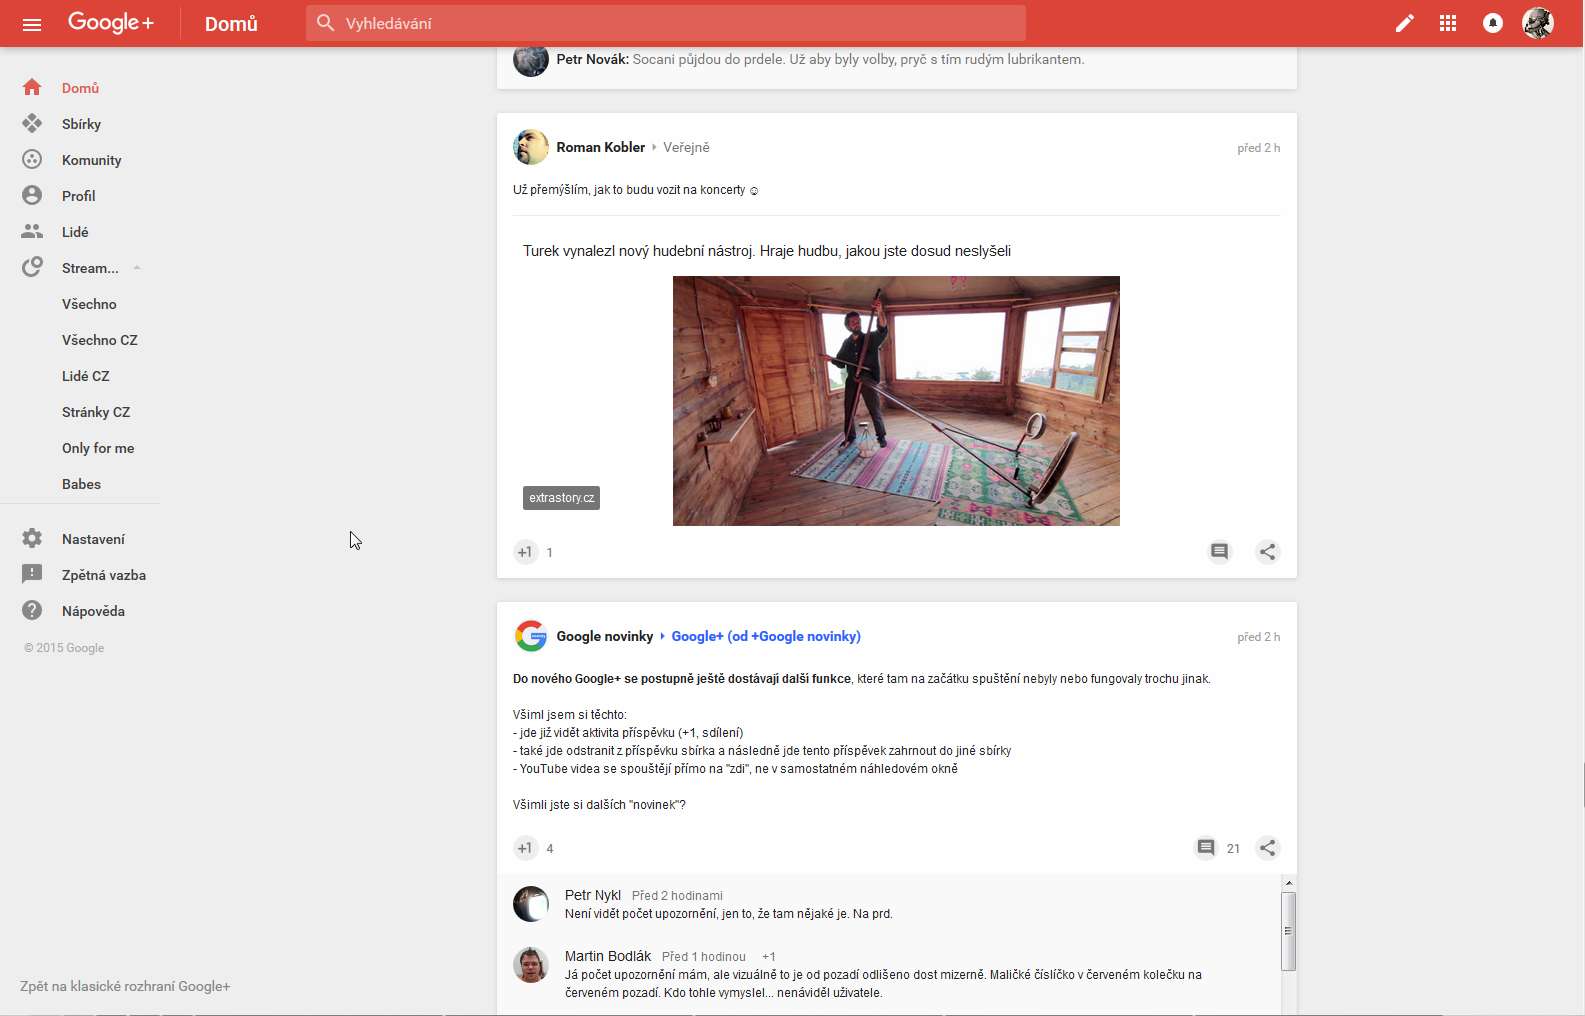 Google+
Domů
Vyhledávání
Domů
Sbírky
Komunity
Profil
Lidé
Stream...
Všechno
Všechno CZ
Lidé CZ
Stránky CZ
Only for me
Babes
Nastavení
Zpětná vazba
Nápověda
© 2015 Google
Zpět na klasické rozhraní Google+
Petr Novák: Socani půjdou do prdele. Už aby byly volby, pryč s tím rudým lubrikantem.
Roman Kobler Veřejně
před 2 h
Už přemýšlím, jak to budu vozit na koncerty ☺
Turek vynalezl nový hudební nástroj. Hraje hudbu, jakou jste dosud neslyšeli
extrastory.cz
+1 1
Google novinky Google+ (od +Google novinky)
před 2 h
Do nového Google+ se postupně ještě dostávají další funkce, které tam na začátku spuštění nebyly nebo fungovaly trochu jinak.
Všiml jsem si těchto:
- jde již vidět aktivita příspěvku (+1, sdílení)
- také jde odstranit z příspěvku sbírka a následně jde tento příspěvek zahrnout do jiné sbírky
- YouTube videa se spouštějí přímo na "zdi", ne v samostatném náhledovém okně
Všimli jste si dalších "novinek"?
+1 4
21
Petr Nykl Před 2 hodinami
Není vidět počet upozornění, jen to, že tam nějaké je. Na prd.
Martin Bodlák Před 1 hodinou +1
Já počet upozornění mám, ale vizuálně to je od pozadí odlišeno dost mizerně. Maličké číslíčko v červeném kolečku na
červeném pozadí. Kdo tohle vymyslel... nenáviděl uživatele.